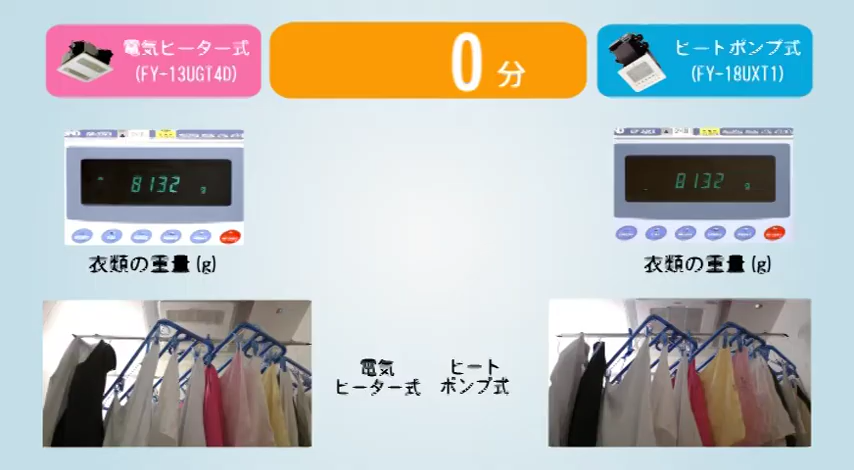 電気ヒーター式
(FY-13UGT4D)
0分
ヒートポンプ式
(FY-18UXT1)
8132 g
8132 g
衣類の重量(g)
衣類の重量(g)
電気
ヒーター式
ヒート
ポンプ式